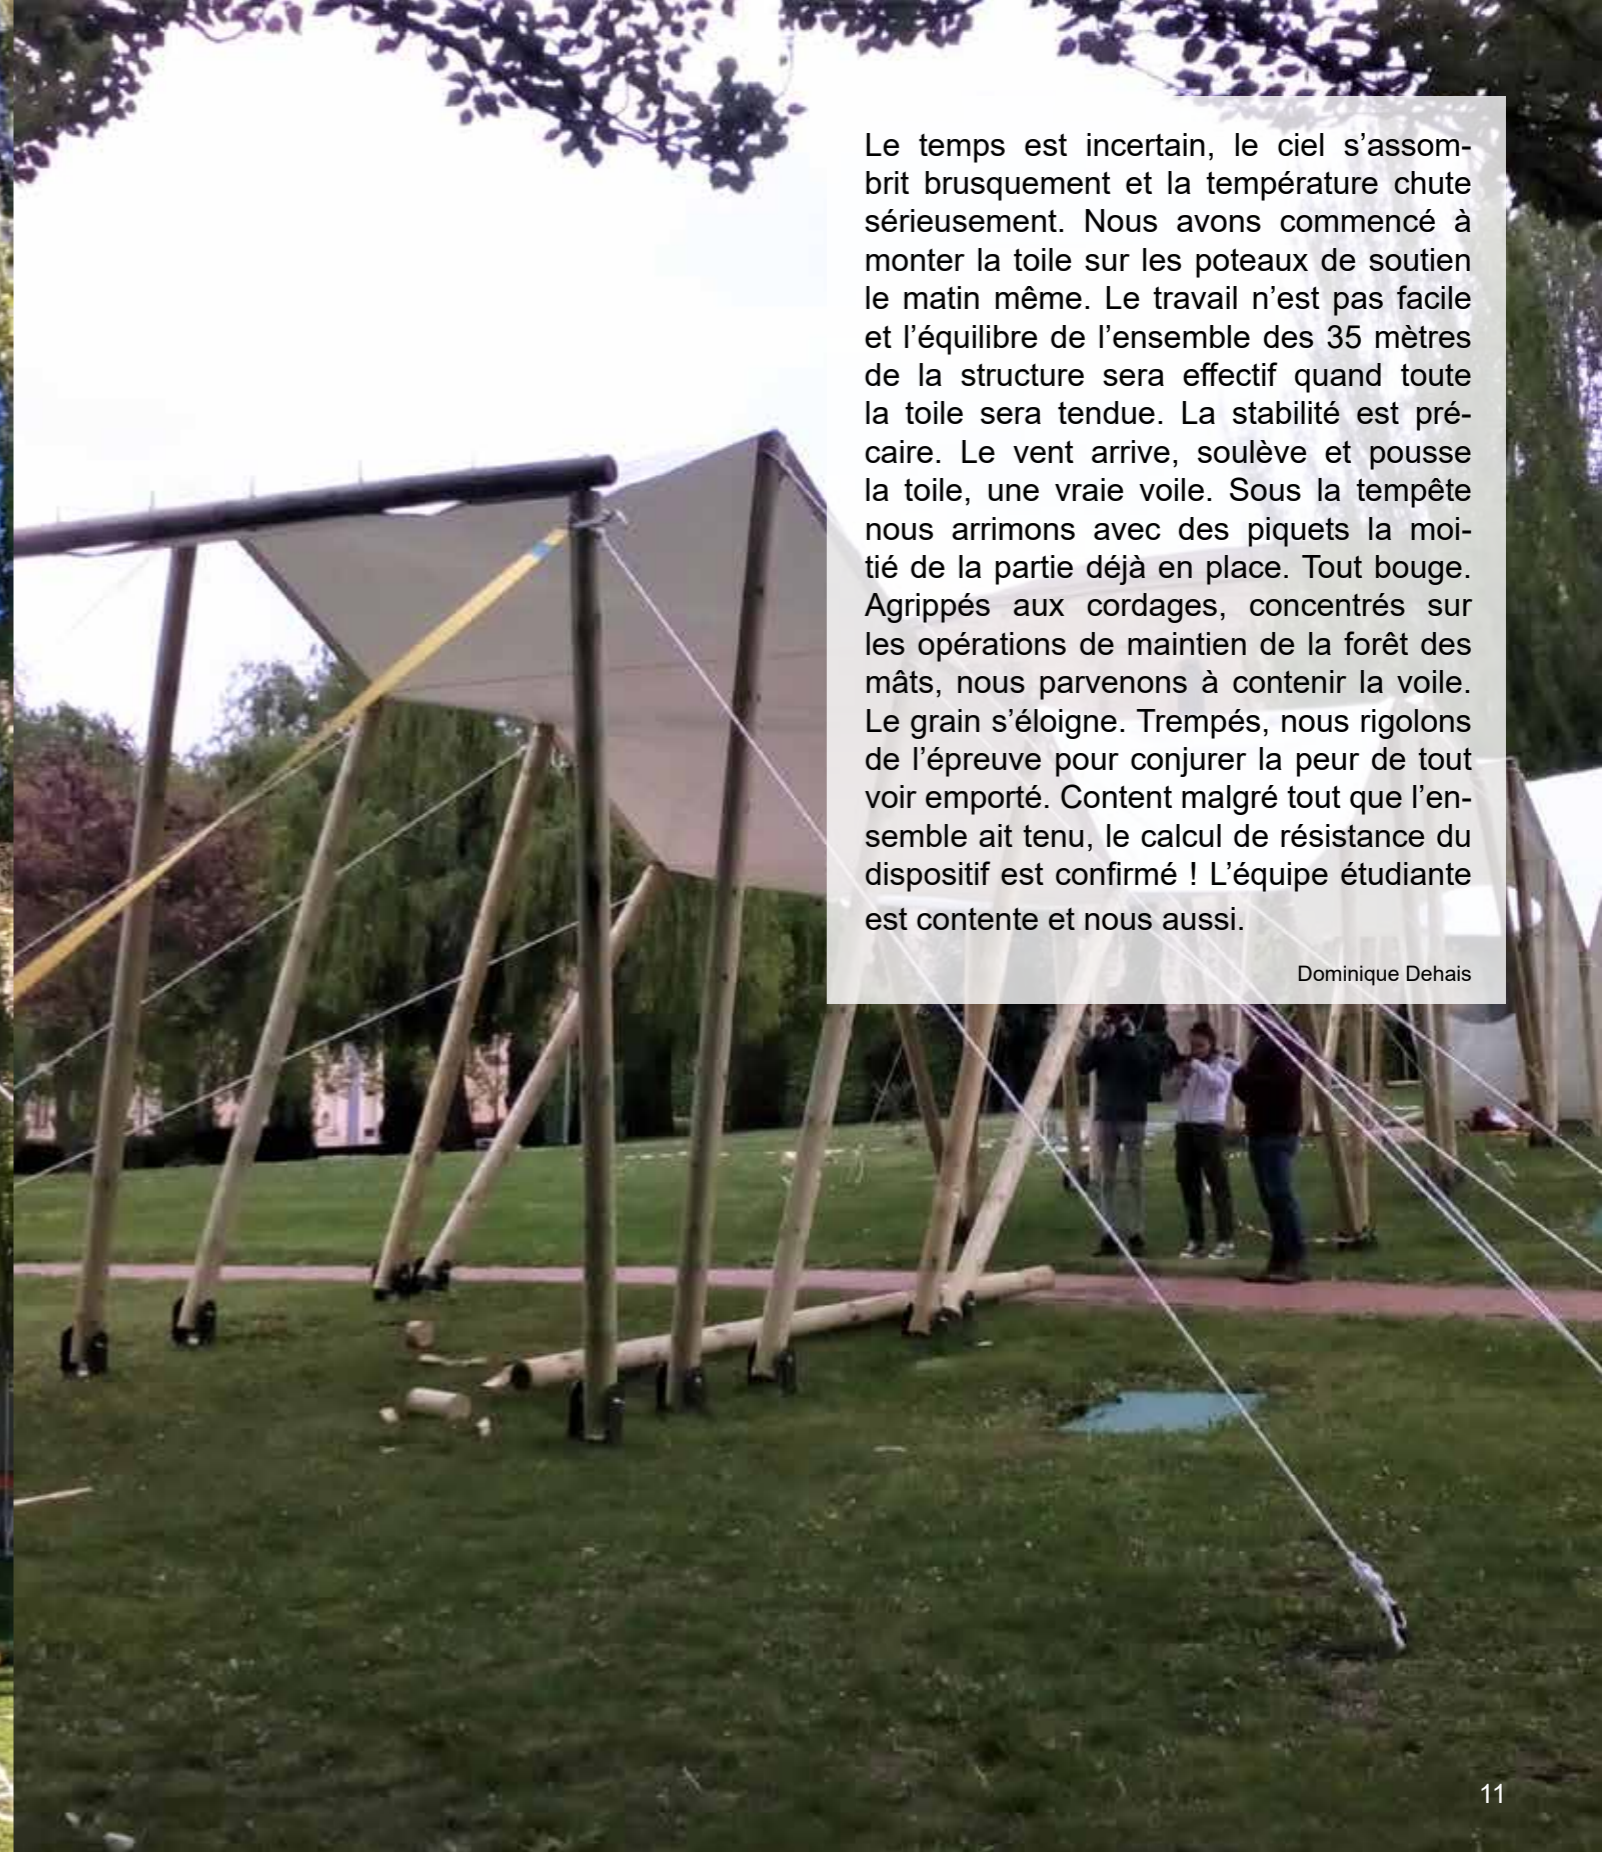 Le temps est incertain, le ciel s’assom-
brit brusquement et la température chute
sérieusement. Nous avons commencé à
monter la toile sur les poteaux de soutien
le matin même. Le travail n’est pas facile
et l’équilibre de l’ensemble des 35 mètres
de la structure sera effectif quand toute
la toile sera tendue. La stabilité est pré-
caire. Le vent arrive, soulève et pousse
la toile, une vraie voile. Sous la tempête
nous arrimons avec des piquets la moi-
tié de la partie déjà en place. Tout bouge.
Agrippés aux cordages, concentrés sur
les opérations de maintien de la forêt des
mâts, nous parvenons à contenir la voile.
Le grain s’éloigne. Trempés, nous rigolons
de l’épreuve pour conjurer la peur de tout
voir emporté. Content malgré tout que l’en-
semble ait tenu, le calcul de résistance du
dispositif est confirmé ! L’équipe étudiante
est contente et nous aussi.
Dominique Dehais
11